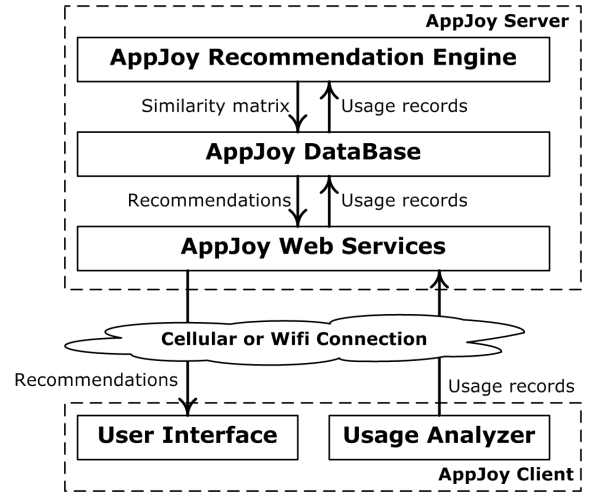 AppJoy Server
AppJoy Recommendation Engine
Similarity matrix
Usage records
AppJoy DataBase
Recommendations
Usage records
AppJoy Web Services
Cellular or Wifi Connection
Recommendations
Usage records
User Interface
Usage Analyzer
AppJoy Client